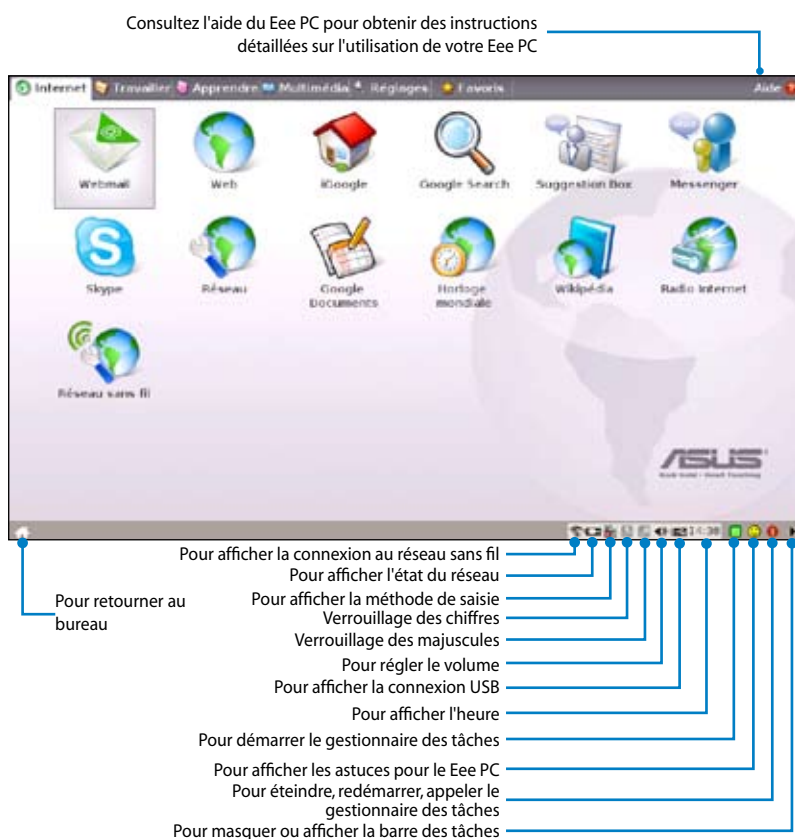 Consultez l'aide du Eee PC pour obtenir des instructions
détaillées sur l'utilisation de votre Eee PC
Internet Travailler Apprendre Multimédia Réglages Favoris Aide
Webmail Web iGoogle Google Search Suggestion Box Messenger
Skype Réseau Google Documents Horloge mondiale Wikipédia Radio Internet
Réseau sans fil
ASUS
14:38
Pour afficher la connexion au réseau sans fil
Pour afficher l'état du réseau
Pour retourner au
bureau
Pour afficher la méthode de saisie
Verrouillage des chiffres
Verrouillage des majuscules
Pour régler le volume
Pour afficher la connexion USB
Pour afficher l'heure
Pour démarrer le gestionnaire des tâches
Pour afficher les astuces pour le Eee PC
Pour éteindre, redémarrer, appeler le
gestionnaire des tâches
Pour masquer ou afficher la barre des tâches